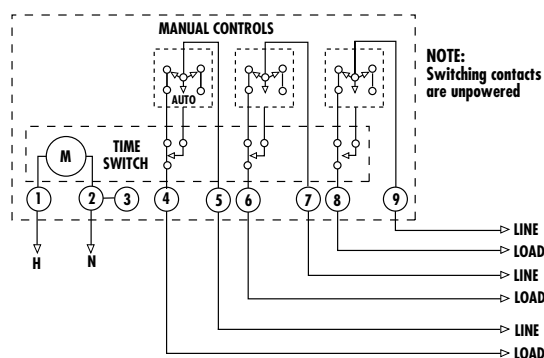 MANUAL CONTROLS
NOTE:
Switching contacts
are unpowered
AUTO
TIME
SWITCH
M
1
2
3
4
5
6
7
8
9
H
N
LINE
LOAD
LINE
LOAD
LINE
LOAD